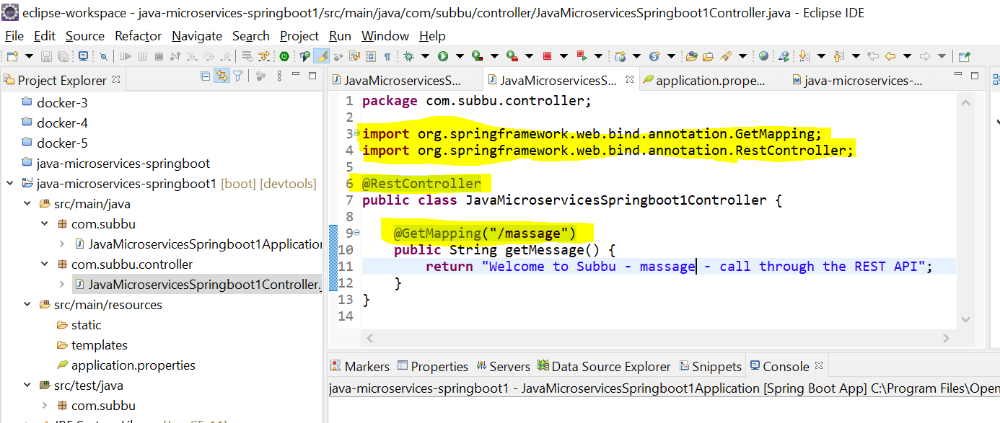 eclipse-workspace - java-microservices-springboot1/src/main/java/com/subbu/controller/JavaMicroservicesSpringboot1Controller.java - Eclipse IDE
File Edit Source Refactor Navigate Search Project Run Window Help
Project Explorer
docker-3
docker-4
docker-5
java-microservices-springboot
java-microservices-springboot1 [boot] [devtools]
src/main/java
com.subbu
JavaMicroservicesSpringboot1Application
com.subbu.controller
JavaMicroservicesSpringboot1Controller.
src/main/resources
static
templates
application.properties
src/test/java
com.subbu
JavaMicroservicesS... JavaMicroservicesS... application.prope... java-microservices-...
1 package com.subbu.controller;
2
3 import org.springframework.web.bind.annotation.GetMapping;
4 import org.springframework.web.bind.annotation.RestController;
5
6 @RestController
7 public class JavaMicroservicesSpringboot1Controller {
8
9 @GetMapping("/massage")
10 public String getMessage() {
11 return "Welcome to Subbu - massage - call through the REST API";
12 }
13 }
14
Markers Properties Servers Data Source Explorer Snippets Console
java-microservices-springboot1 - JavaMicroservicesSpringboot1Application [Spring Boot App] C:\Program Files\Open